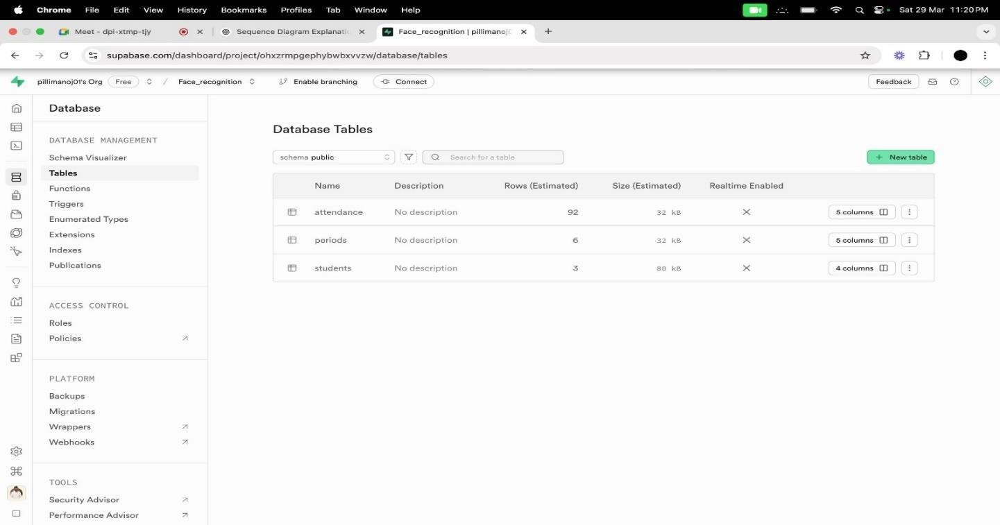 Chrome File Edit View History Bookmarks Profiles Tab Window Help Sat 29 Mar 11:20 PM
Meet - dpi-xtmp-tjy Sequence Diagram Explanatio Face_recognition | pillimanoj0
supabase.com/dashboard/project/ohxzrmpgephybwbxvvzw/database/tables
pillimanoj01's Org Free / Face_recognition Enable branching Connect Feedback
Database
DATABASE MANAGEMENT
Schema Visualizer
Tables
Functions
Triggers
Enumerated Types
Extensions
Indexes
Publications
ACCESS CONTROL
Roles
Policies
PLATFORM
Backups
Migrations
Wrappers
Webhooks
TOOLS
Security Advisor
Performance Advisor
Database Tables
schema public Search for a table + New table
Name Description Rows (Estimated) Size (Estimated) Realtime Enabled
attendance No description 92 32 kB 5 columns
periods No description 6 32 kB 5 columns
students No description 3 80 kB 4 columns